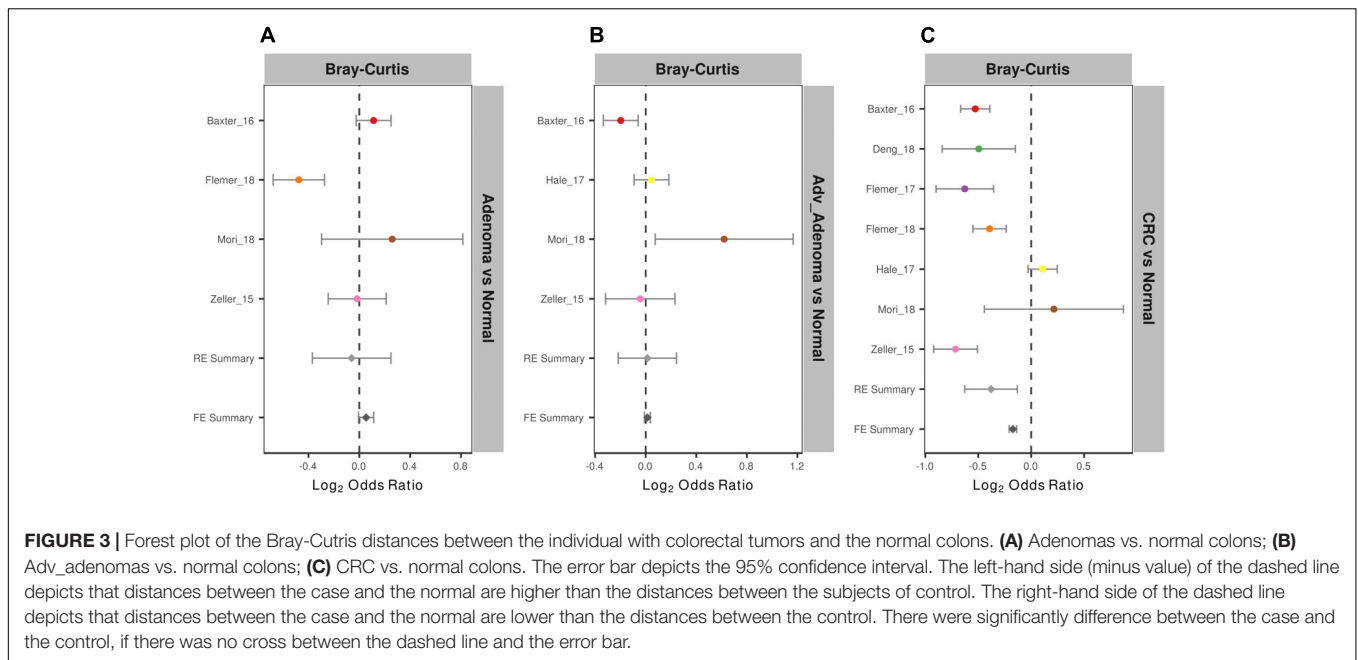 A
Bray-Curtis
Baxter_16
Flemer_18
Mori_18
Zeller_15
RE Summary
FE Summary
-0.4 0.0 0.4 0.8
Log2 Odds Ratio
Adenoma vs Normal
B
Bray-Curtis
Baxter_16
Hale_17
Mori_18
Zeller_15
RE Summary
FE Summary
-0.4 0.0 0.4 0.8 1.2
Log2 Odds Ratio
Adv_Adenoma vs Normal
C
Bray-Curtis
Baxter_16
Deng_18
Flemer_17
Flemer_18
Hale_17
Mori_18
Zeller_15
RE Summary
FE Summary
-1.0 -0.5 0.0 0.5
Log2 Odds Ratio
CRC vs Normal
FIGURE 3 | Forest plot of the Bray-Cutris distances between the individual with colorectal tumors and the normal colons. (A) Adenomas vs. normal colons; (B)
Adv_adenomas vs. normal colons; (C) CRC vs. normal colons. The error bar depicts the 95% confidence interval. The left-hand side (minus value) of the dashed line
depicts that distances between the case and the normal are higher than the distances between the subjects of control. The right-hand side of the dashed line
depicts that distances between the case and the normal are lower than the distances between the control. There were significantly difference between the case and
the control, if there was no cross between the dashed line and the error bar.